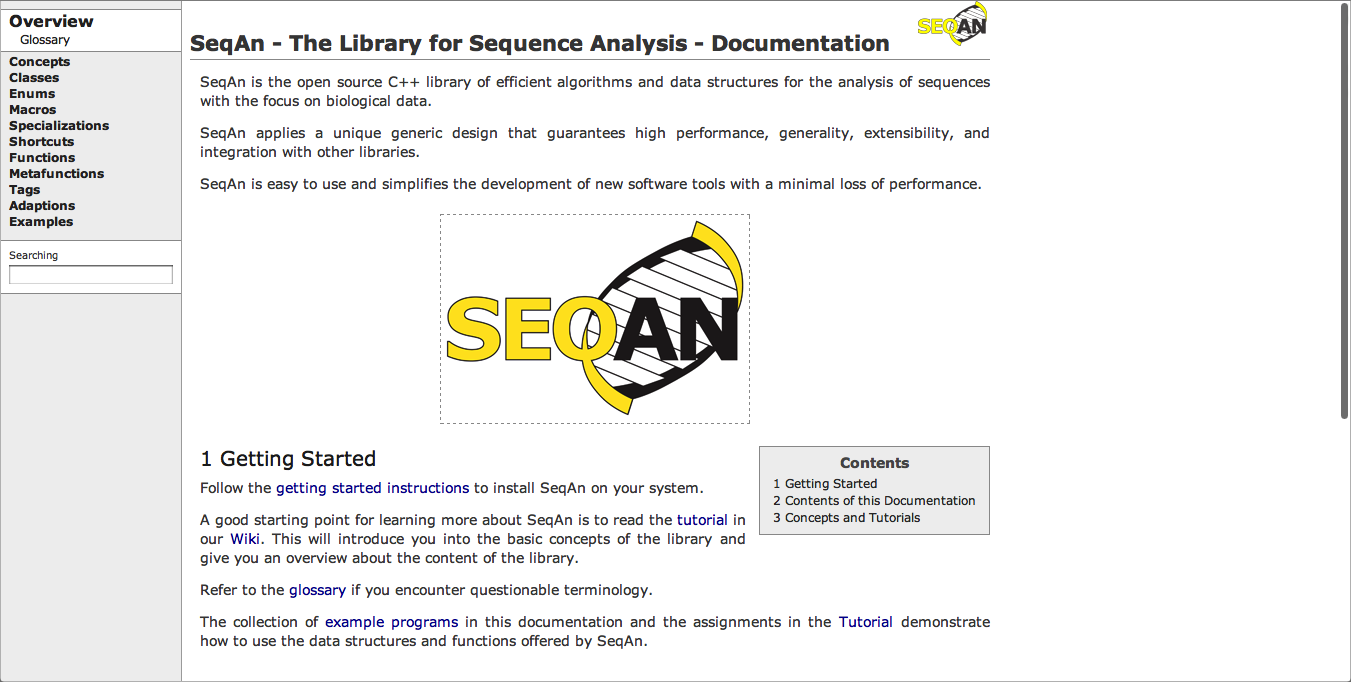 Overview
Glossary
Concepts
Classes
Enums
Macros
Specializations
Shortcuts
Functions
Metafunctions
Tags
Adaptions
Examples
Searching
SEQAN
SeqAn - The Library for Sequence Analysis - Documentation
SeqAn is the open source C++ library of efficient algorithms and data structures for the analysis of sequences
with the focus on biological data.
SeqAn applies a unique generic design that guarantees high performance, generality, extensibility, and
integration with other libraries.
SeqAn is easy to use and simplifies the development of new software tools with a minimal loss of performance.
SEQAN
1 Getting Started
Follow the getting started instructions to install SeqAn on your system.
A good starting point for learning more about SeqAn is to read the tutorial in
our Wiki. This will introduce you into the basic concepts of the library and
give you an overview about the content of the library.
Refer to the glossary if you encounter questionable terminology.
The collection of example programs in this documentation and the assignments in the Tutorial demonstrate
how to use the data structures and functions offered by SeqAn.
Contents
1 Getting Started
2 Contents of this Documentation
3 Concepts and Tutorials